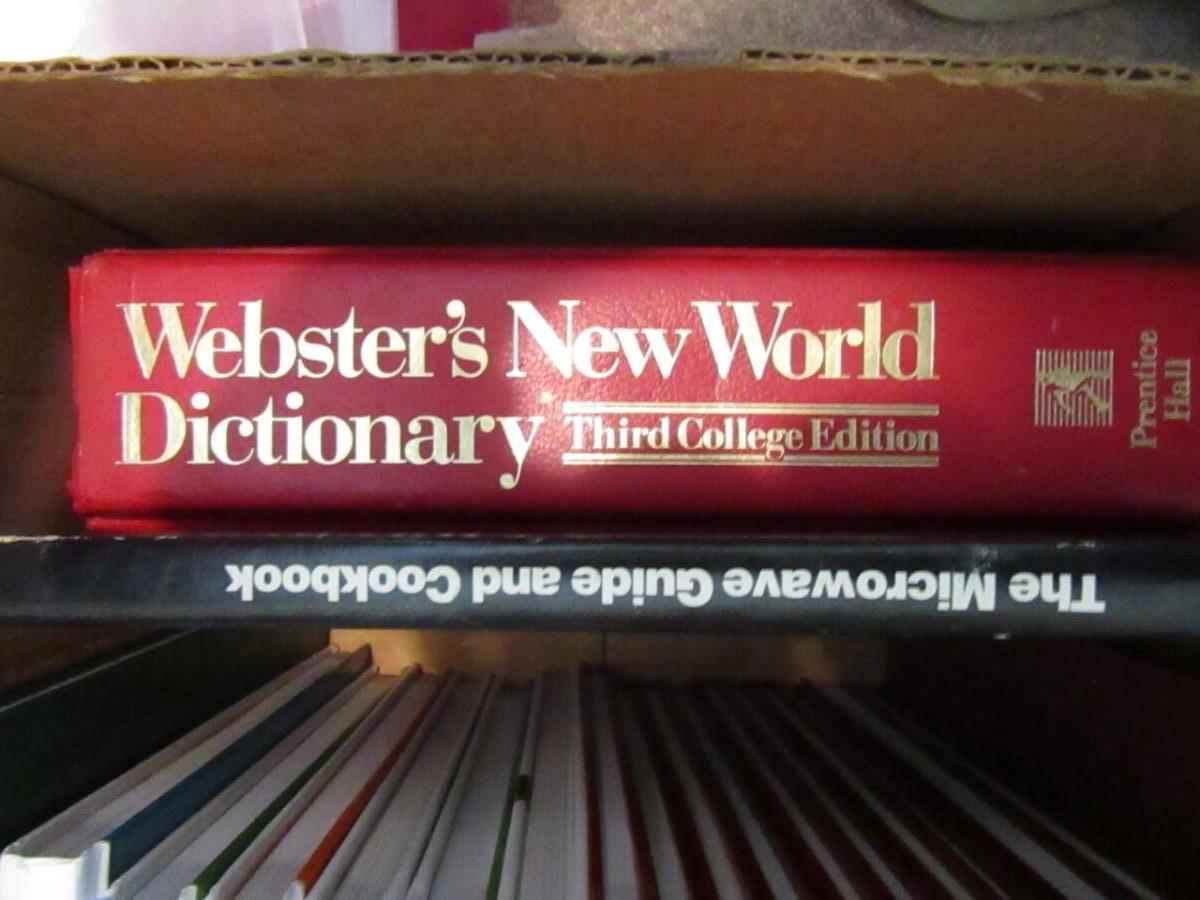 Webster's New World
Dictionary Third College Edition
Prentice
Hall
The Microwave Guide and Cookbook